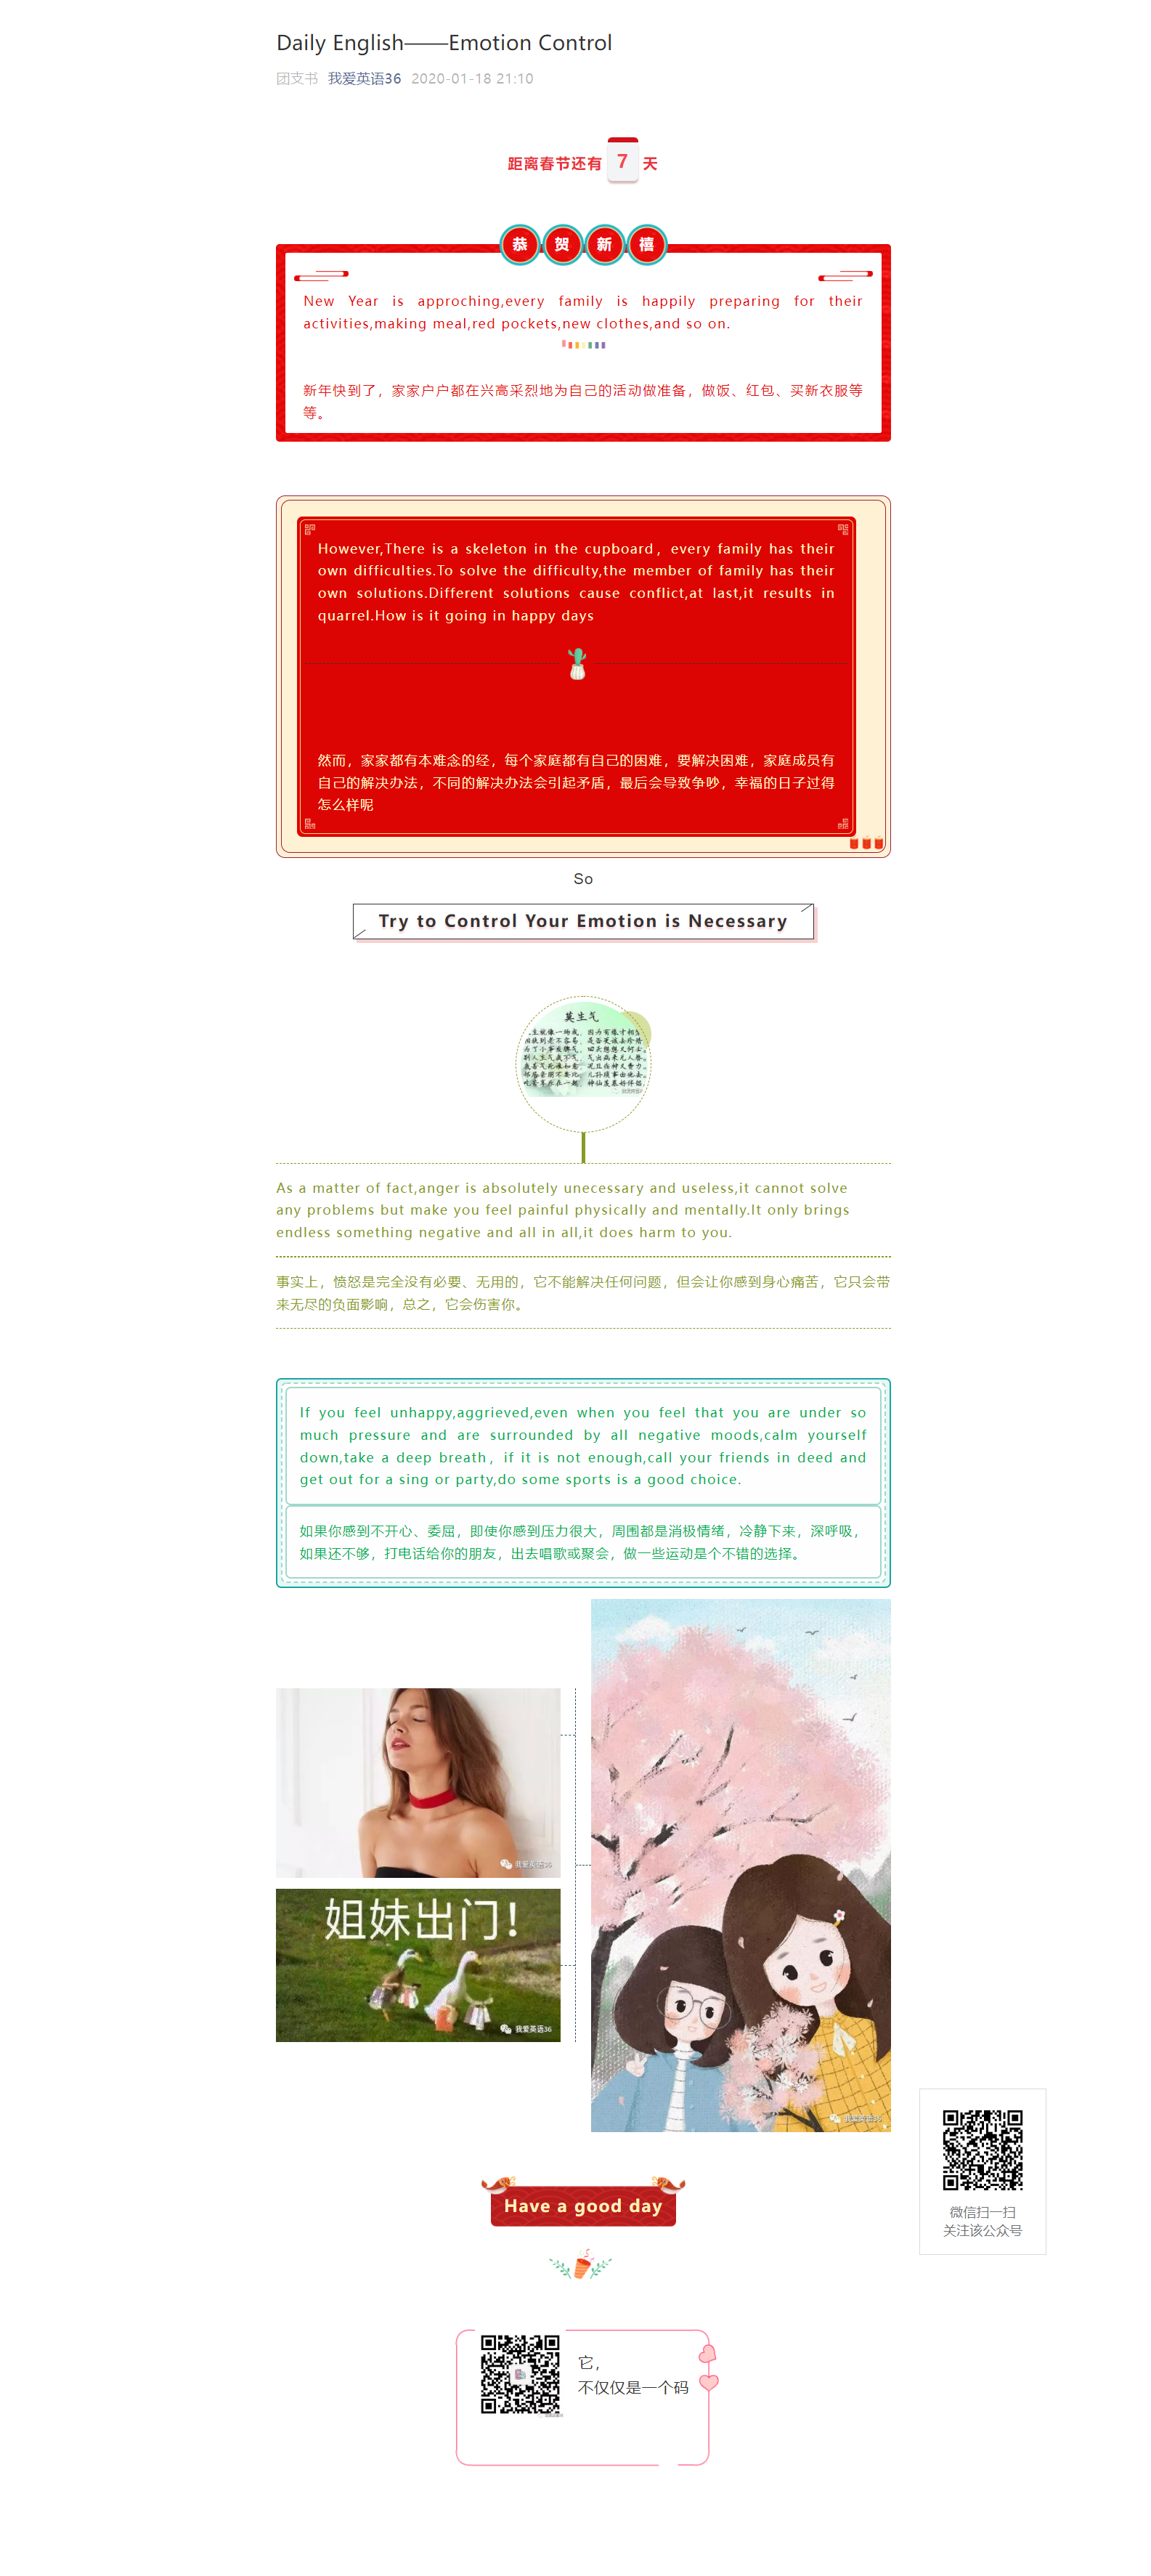 Daily English——Emotion Control
团支书 我爱英语36 2020-01-18 21:10
距离春节还有 7 天
恭贺新禧
New Year is approching,every family is happily preparing for their
activities,making meal,red pockets,new clothes,and so on.
新年快到了，家家户户都在兴高采烈地为自己的活动做准备，做饭、红包、买新衣服等
等。
However,There is a skeleton in the cupboard，every family has their
own difficulties.To solve the difficulty,the member of family has their
own solutions.Different solutions cause conflict,at last,it results in
quarrel.How is it going in happy days
然而，家家都有本难念的经，每个家庭都有自己的困难，要解决困难，家庭成员有
自己的解决办法，不同的解决办法会引起矛盾，最后会导致争吵，幸福的日子过得
怎么样呢
So
Try to Control Your Emotion is Necessary
莫生气
As a matter of fact,anger is absolutely unecessary and useless,it cannot solve
any problems but make you feel painful physically and mentally.It only brings
endless something negative and all in all,it does harm to you.
事实上，愤怒是完全没有必要、无用的，它不能解决任何问题，但会让你感到身心痛苦，它只会带
来无尽的负面影响，总之，它会伤害你。
If you feel unhappy,aggrieved,even when you feel that you are under so
much pressure and are surrounded by all negative moods,calm yourself
down,take a deep breath，if it is not enough,call your friends in deed and
get out for a sing or party,do some sports is a good choice.
如果你感到不开心、委屈，即使你感到压力很大，周围都是消极情绪，冷静下来，深呼吸，
如果还不够，打电话给你的朋友，出去唱歌或聚会，做一些运动是个不错的选择。
我爱英语36
姐妹出门！
我爱英语36
我爱英语36
微信扫一扫
关注该公众号
Have a good day
它，
不仅仅是一个码